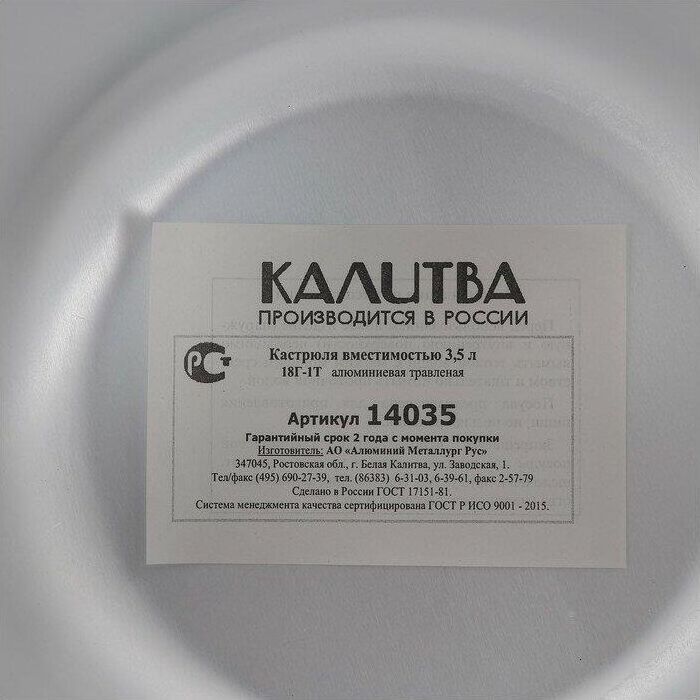 КАЛИТВА
ПРОИЗВОДИТСЯ В РОССИИ
РСТ
Кастрюля вместимостью 3,5 л
18Г-1Т алюминиевая травленая
Артикул 14035
Гарантийный срок 2 года с момента покупки
Изготовитель: АО «Алюминий Металлург Рус»
347045, Ростовская обл., г. Белая Калитва, ул. Заводская, 1.
Тел/факс (495) 690-27-39, тел. (86383) 6-31-03, 6-39-61, факс 2-57-79
Сделано в России ГОСТ 17151-81.
Система менеджмента качества сертифицирована ГОСТ Р ИСО 9001 - 2015.